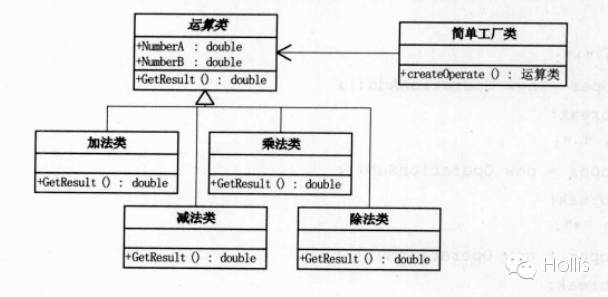 运算类
+NumberA : double
+NumberB : double
+GetResult () : double
简单工厂类
+createOperate () : 运算类
加法类
+GetResult () : double
乘法类
+GetResult () : double
减法类
+GetResult () : double
除法类
+GetResult () : double
Hollis